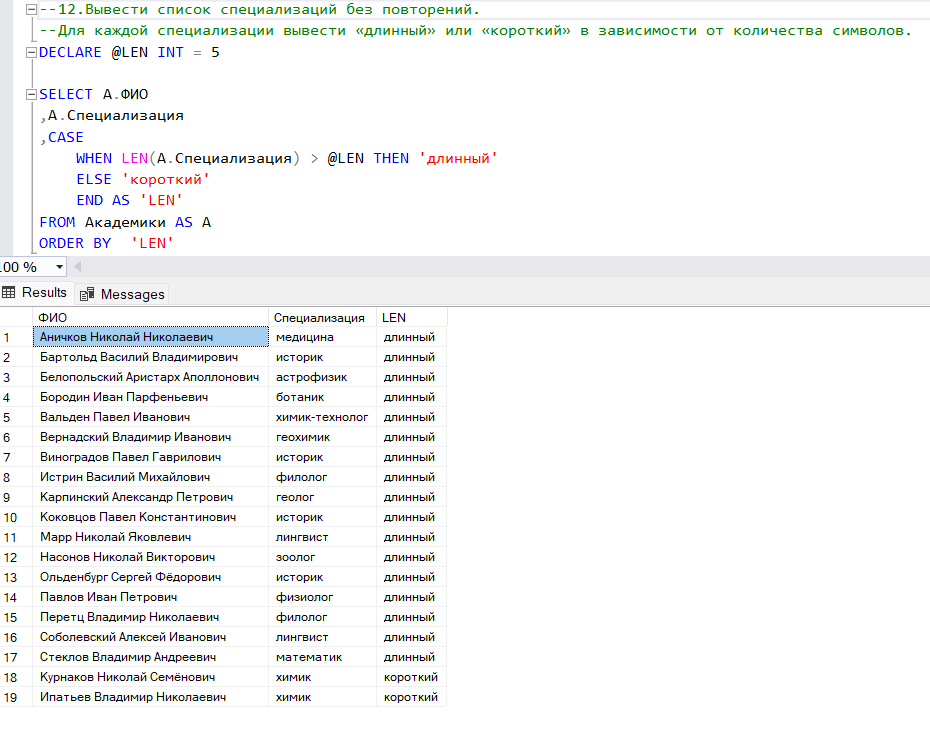 --12.Вывести список специализаций без повторений.
--Для каждой специализации вывести «длинный» или «короткий» в зависимости от количества символов.
DECLARE @LEN INT = 5
SELECT А.ФИО
,А.Специализация
,CASE
WHEN LEN(А.Специализация) > @LEN THEN 'длинный'
ELSE 'короткий'
END AS 'LEN'
FROM Академики AS А
ORDER BY 'LEN'
.00 %
Results Messages
ФИО Специализация LEN
1 Аничков Николай Николаевич медицина длинный
2 Бартольд Василий Владимирович историк длинный
3 Белопольский Аристарх Аполлонович астрофизик длинный
4 Бородин Иван Парфеньевич ботаник длинный
5 Вальден Павел Иванович химик-технолог длинный
6 Вернадский Владимир Иванович геохимик длинный
7 Виноградов Павел Гаврилович историк длинный
8 Истрин Василий Михайлович филолог длинный
9 Карпинский Александр Петрович геолог длинный
10 Коковцов Павел Константинович историк длинный
11 Марр Николай Яковлевич лингвист длинный
12 Насонов Николай Викторович зоолог длинный
13 Ольденбург Сергей Фёдорович историк длинный
14 Павлов Иван Петрович физиолог длинный
15 Перетц Владимир Николаевич филолог длинный
16 Соболевский Алексей Иванович лингвист длинный
17 Стеклов Владимир Андреевич математик длинный
18 Курнаков Николай Семёнович химик короткий
19 Ипатьев Владимир Николаевич химик короткий